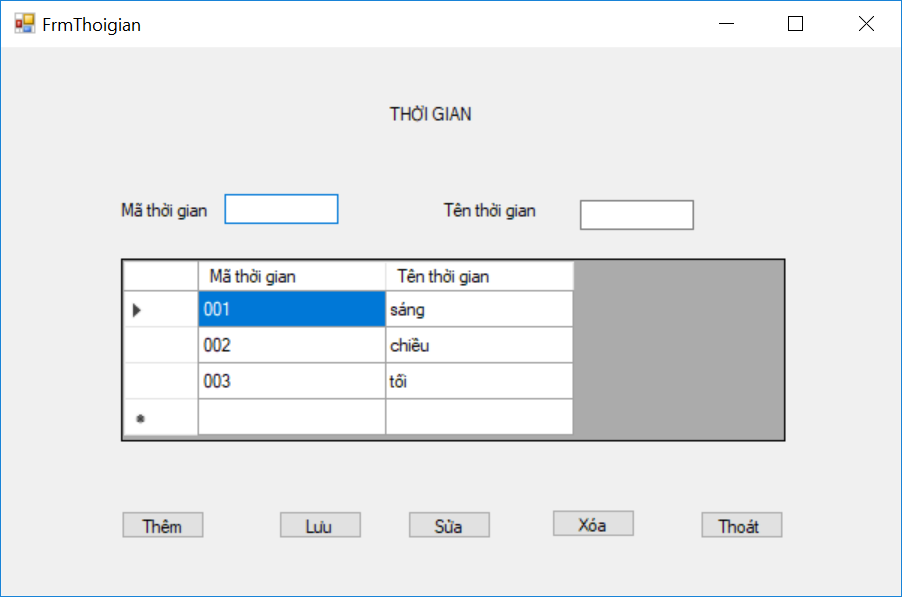 FrmThoigian
THỜI GIAN
Mã thời gian
Tên thời gian
Mã thời gian Tên thời gian
001 sáng
002 chiều
003 tối
Thêm Lưu Sửa Xóa Thoát